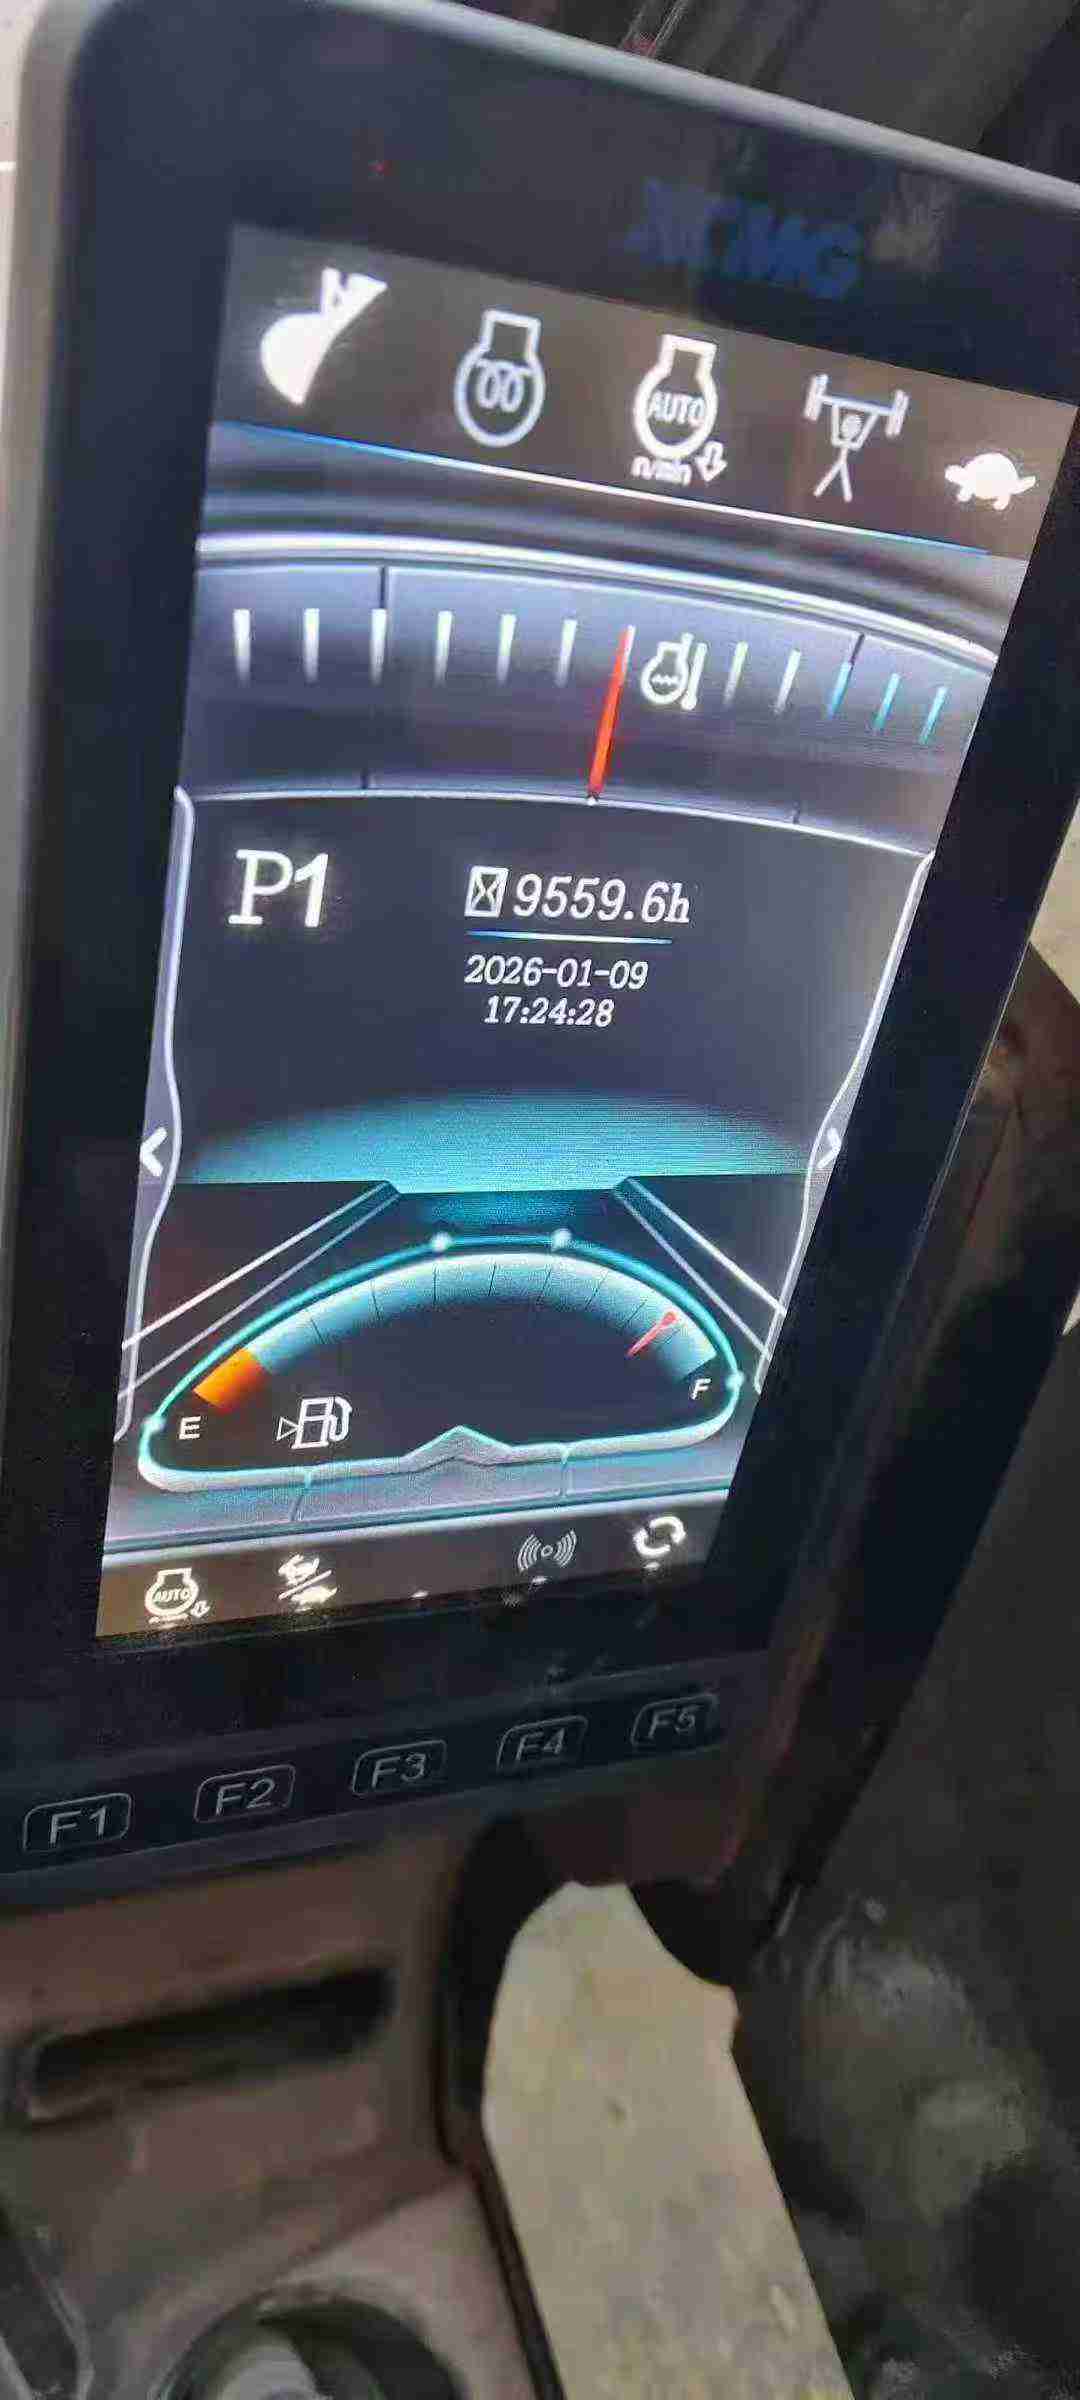 XCMG
AUTO
n/min
P1
9559.6h
2026-01-09
17:24:28
E
F
AUTO
F1 F2 F3 F4 F5